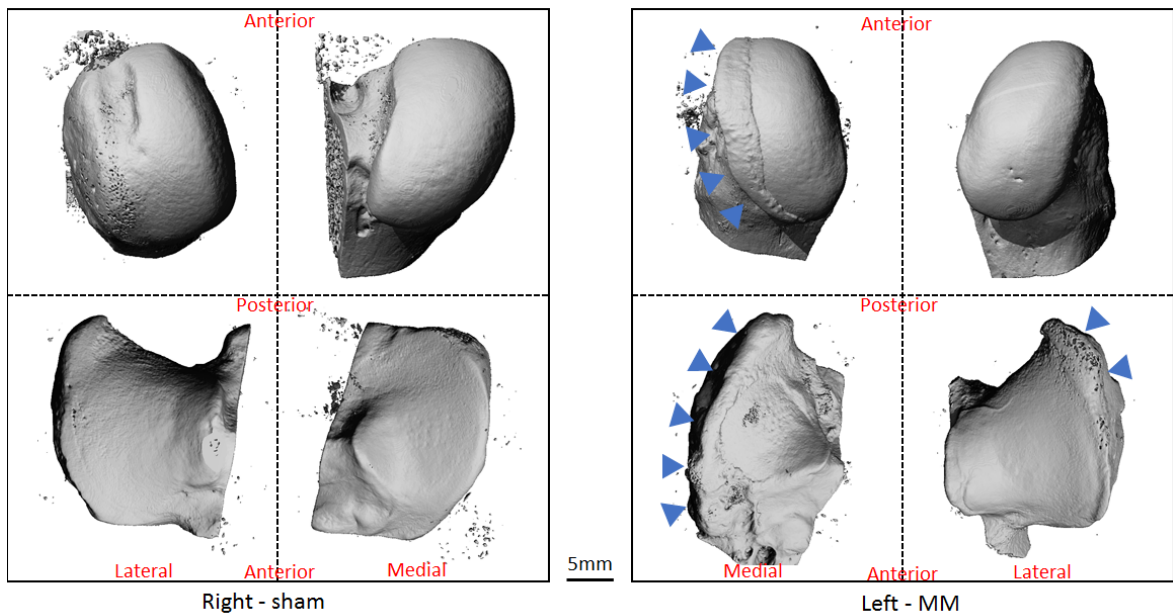 Anterior
Anterior
Posterior
Posterior
Lateral
Anterior
Medial
5mm
Medial
Anterior
Lateral
Right - sham
Left - MM